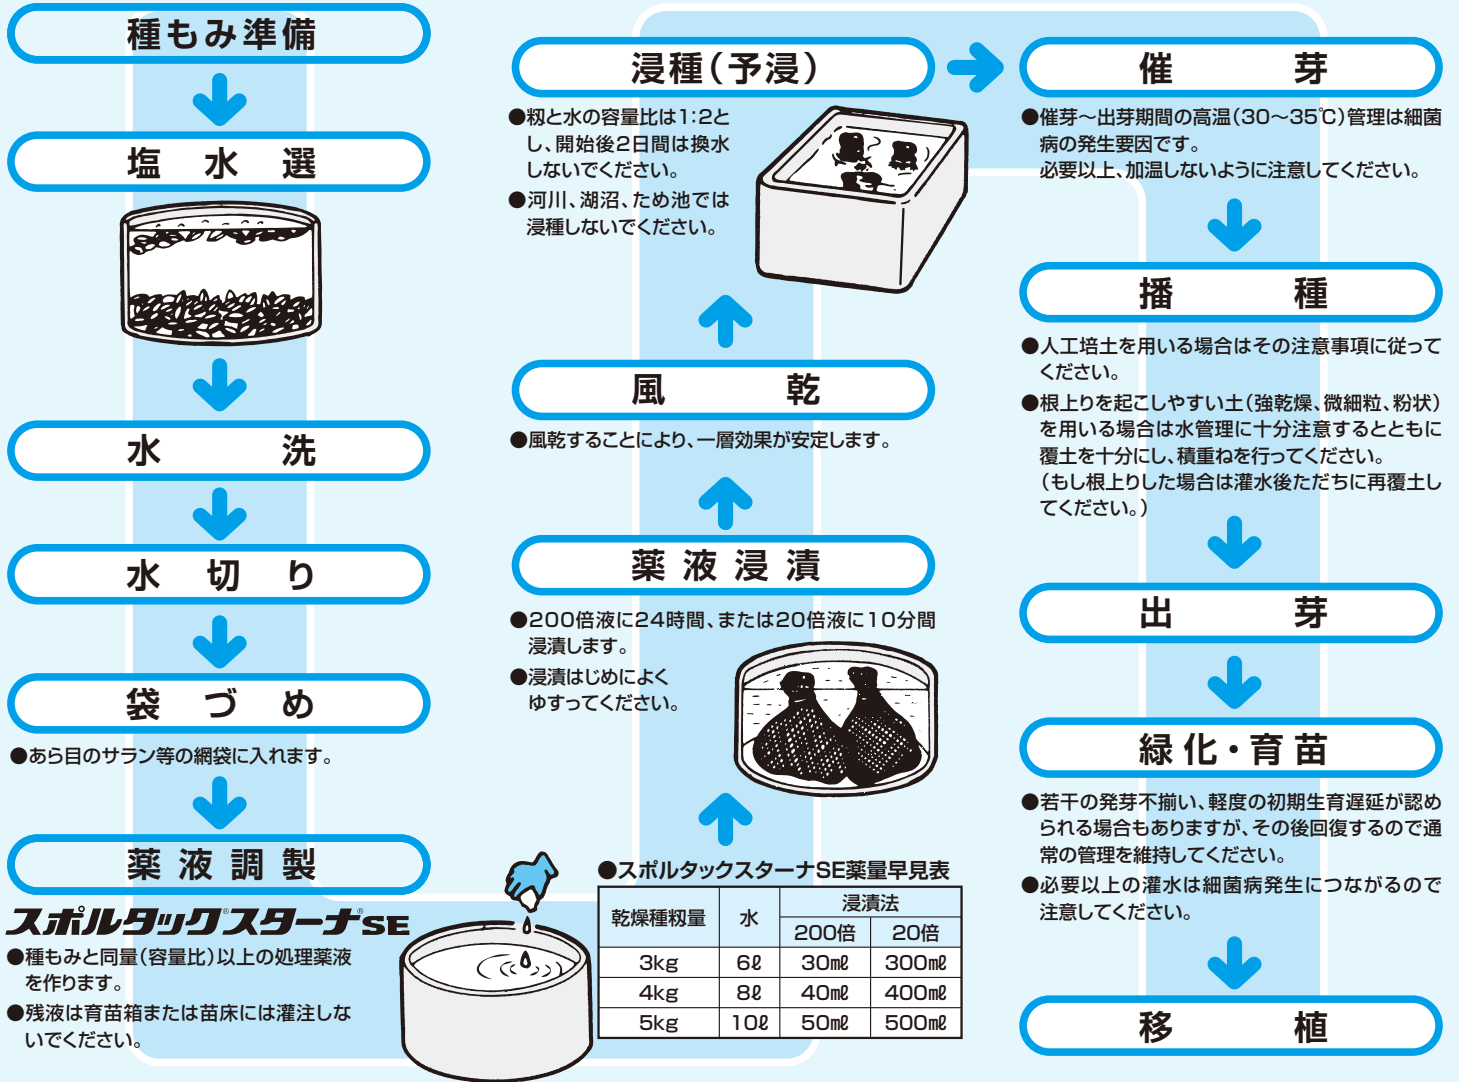 種もみ準備
塩水選
水洗
水切り
袋づめ
●あら目のサラン等の網袋に入れます。
薬液調製
スポルタック®スターナ®SE
●種もみと同量(容量比)以上の処理薬液
を作ります。
●残液は育苗箱または苗床には灌注しな
いでください。
●スポルタックスターナSE薬量早見表
乾燥種籾量 水 浸漬法
200倍 20倍
3kg 6ℓ 30mℓ 300mℓ
4kg 8ℓ 40mℓ 400mℓ
5kg 10ℓ 50mℓ 500mℓ
薬液浸漬
●200倍液に24時間、または20倍液に10分間
浸漬します。
●浸漬はじめによく
ゆすってください。
風乾
●風乾することにより、一層効果が安定します。
浸種(予浸)
●籾と水の容量比は1:2と
し、開始後2日間は換水
しないでください。
●河川、湖沼、ため池では
浸種しないでください。
催芽
●催芽〜出芽期間の高温(30〜35℃)管理は細菌
病の発生要因です。
必要以上、加温しないように注意してください。
播種
●人工培土を用いる場合はその注意事項に従って
ください。
●根上りを起こしやすい土(強乾燥、微細粒、粉状)
を用いる場合は水管理に十分注意するとともに
覆土を十分にし、積重ねを行ってください。
(もし根上りした場合は灌水後ただちに再覆土し
てください。)
出芽
緑化・育苗
●若干の発芽不揃い、軽度の初期生育遅延が認め
られる場合もありますが、その後回復するので通
常の管理を維持してください。
●必要以上の灌水は細菌病発生につながるので
注意してください。
移植